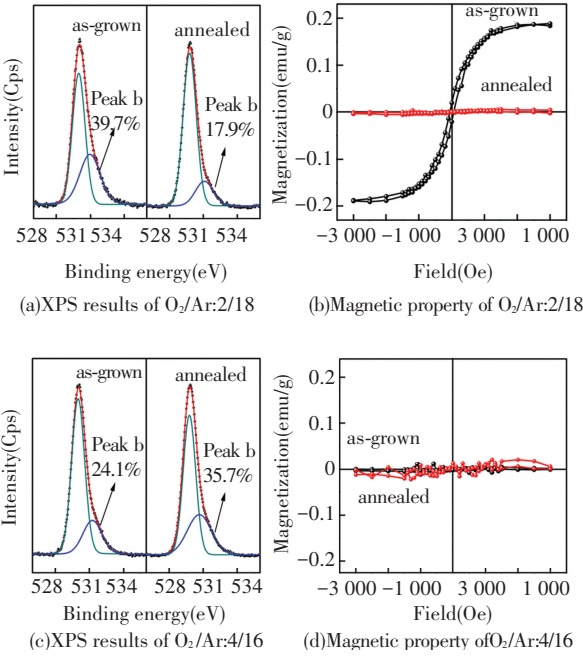 Intensity(Cps)
as-grown
annealed
Peak b
39.7%
Peak b
17.9%
528 531 534 528 531 534
Binding energy(eV)
(a)XPS results of O₂/Ar:2/18
Magnetization(emu/g)
0.2
0.1
0
−0.1
−0.2
as-grown
annealed
−3 000 −1 000 3 000 1 000
Field(Oe)
(b)Magnetic property of O₂/Ar:2/18
Intensity(Cps)
as-grown
annealed
Peak b
24.1%
Peak b
35.7%
528 531 534 528 531 534
Binding energy(eV)
(c)XPS results of O₂/Ar:4/16
Magnetization(emu/g)
0.2
0.1
0
−0.1
−0.2
as-grown
annealed
−3 000 −1 000 3 000 1 000
Field(Oe)
(d)Magnetic property ofO₂/Ar:4/16